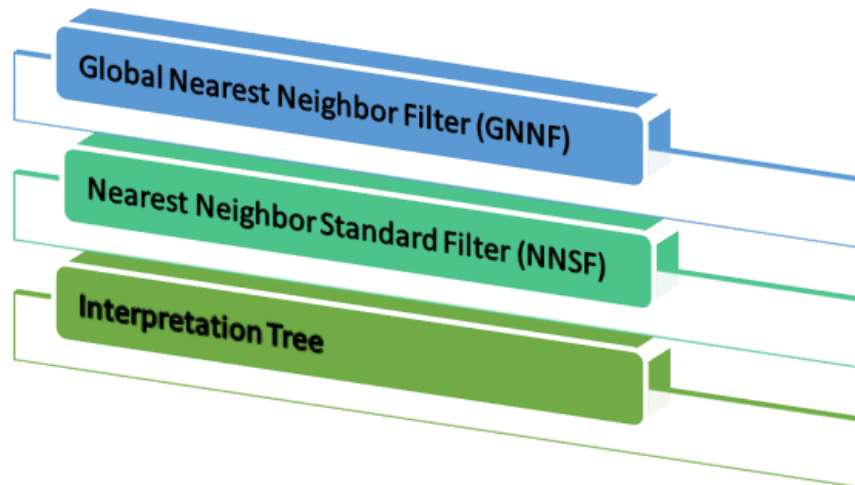 Global Nearest Neighbor Filter (GNNF)
Nearest Neighbor Standard Filter (NNSF)
Interpretation Tree